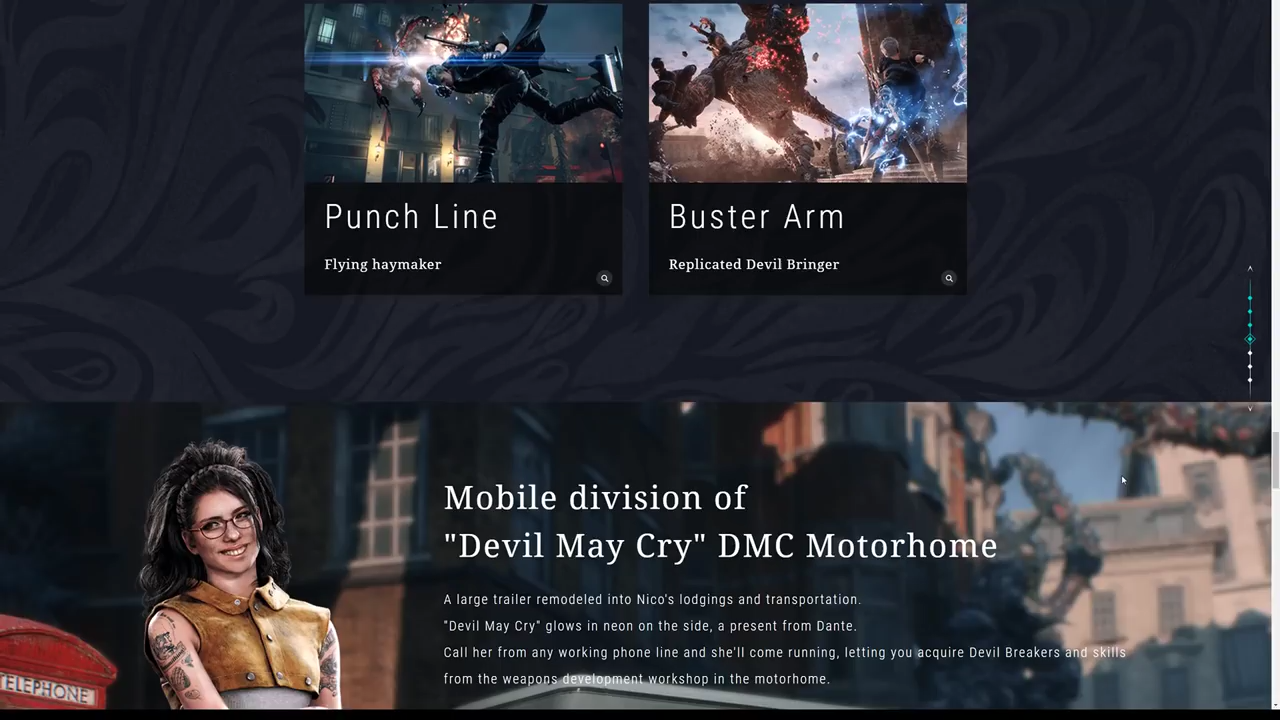 Punch Line
Flying haymaker
Buster Arm
Replicated Devil Bringer
Mobile division of
"Devil May Cry" DMC Motorhome
A large trailer remodeled into Nico's lodgings and transportation.
"Devil May Cry" glows in neon on the side, a present from Dante.
Call her from any working phone line and she'll come running, letting you acquire Devil Breakers and skills
from the weapons development workshop in the motorhome.
TELEPHONE